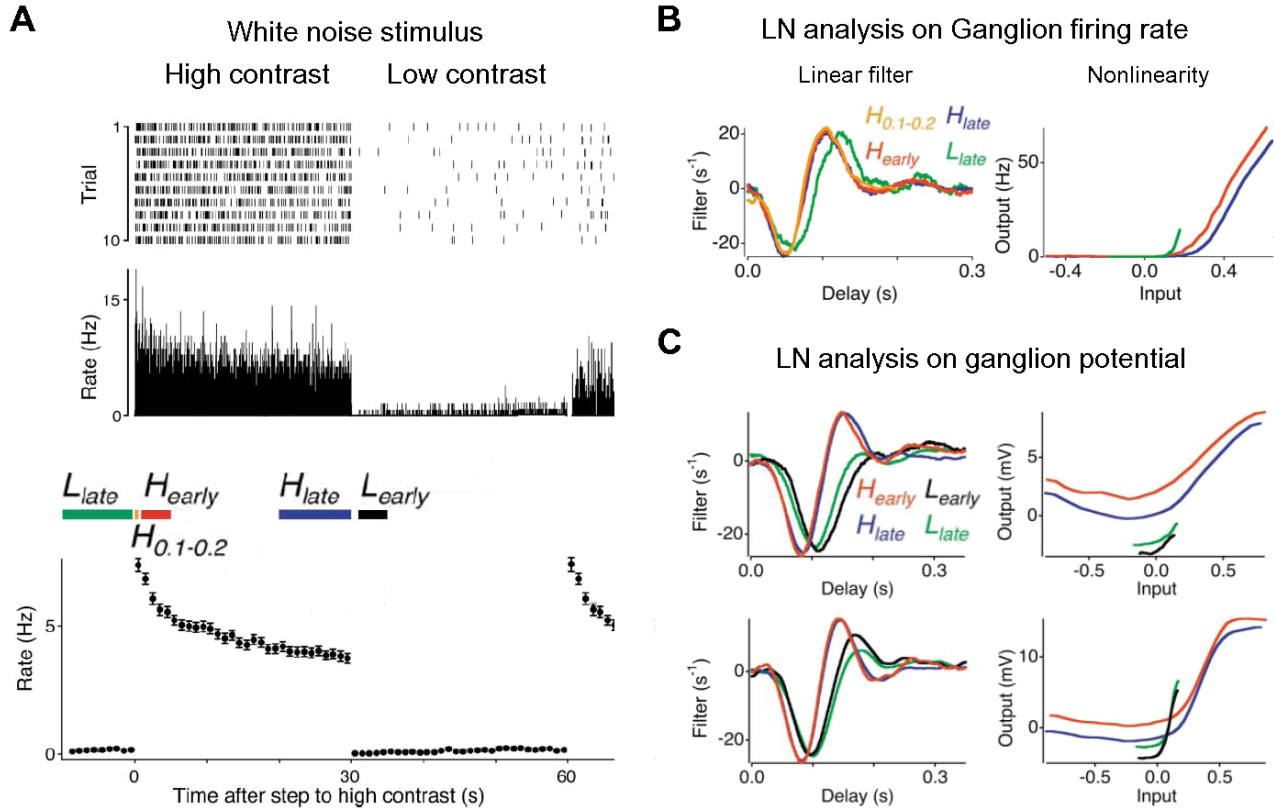 A
White noise stimulus
High contrast
Low contrast
1
Trial
10
15
Rate (Hz)
0
L_late
H_early
H_late
L_early
H_0.1-0.2
5
Rate (Hz)
0
0
30
60
Time after step to high contrast (s)
B
LN analysis on Ganglion firing rate
Linear filter
Nonlinearity
H_0.1-0.2 H_late
H_early L_late
20
0
-20
Filter (s⁻¹)
0.0
0.3
Delay (s)
50
0
Output (Hz)
-0.4
0.0
0.4
Input
C
LN analysis on ganglion potential
0
-20
Filter (s⁻¹)
H_early L_early
H_late L_late
0.0
0.3
Delay (s)
5
0
Output (mV)
-0.5
0.0
0.5
Input
0
-20
Filter (s⁻¹)
0.0
0.3
Delay (s)
10
0
Output (mV)
-0.5
0.0
0.5
Input